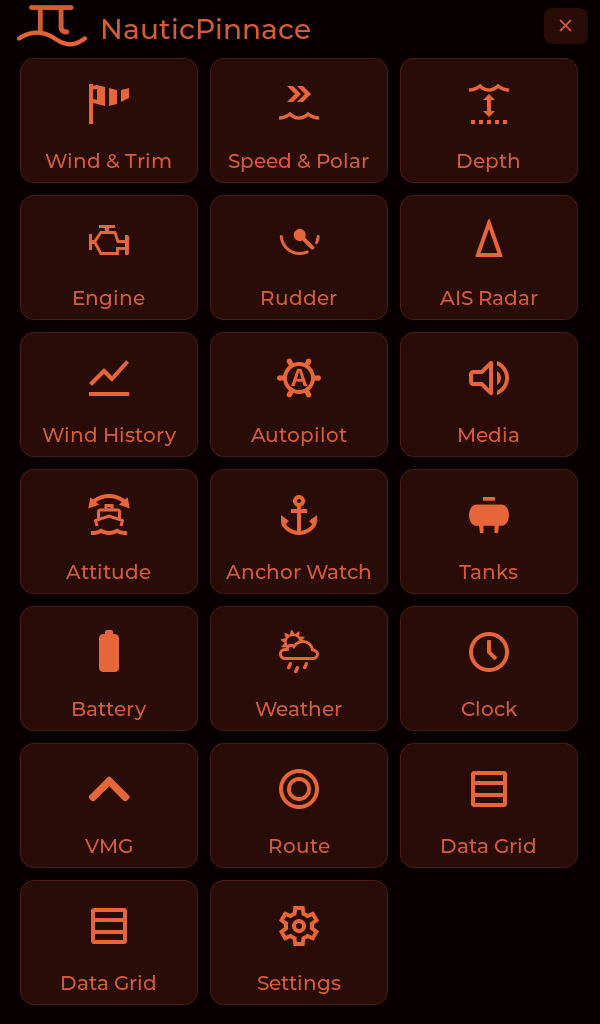 NauticPinnace
Wind & Trim
Speed & Polar
Depth
Engine
Rudder
AIS Radar
Wind History
A
Autopilot
Media
Attitude
Anchor Watch
Tanks
Battery
Weather
Clock
VMG
Route
Data Grid
Data Grid
Settings